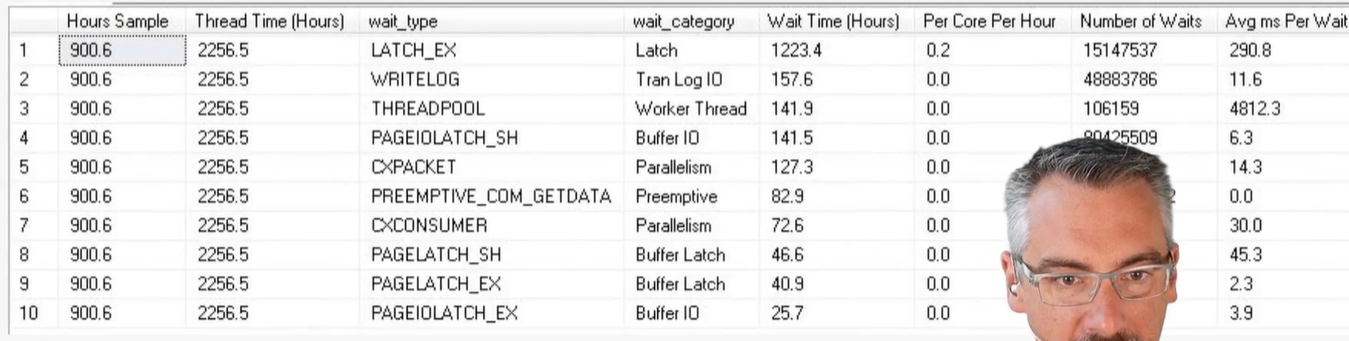 Hours Sample Thread Time (Hours) wait_type wait_category Wait Time (Hours) Per Core Per Hour Number of Waits Avg ms Per Wait
1 900.6 2256.5 LATCH_EX Latch 1223.4 0.2 15147537 290.8
2 900.6 2256.5 WRITELOG Tran Log IO 157.6 0.0 48883786 11.6
3 900.6 2256.5 THREADPOOL Worker Thread 141.9 0.0 106159 4812.3
4 900.6 2256.5 PAGEIOLATCH_SH Buffer IO 141.5 0.0 80425509 6.3
5 900.6 2256.5 CXPACKET Parallelism 127.3 0.0 14.3
6 900.6 2256.5 PREEMPTIVE_COM_GETDATA Preemptive 82.9 0.0 0.0
7 900.6 2256.5 CXCONSUMER Parallelism 72.6 0.0 30.0
8 900.6 2256.5 PAGELATCH_SH Buffer Latch 46.6 0.0 45.3
9 900.6 2256.5 PAGELATCH_EX Buffer Latch 40.9 0.0 2.3
10 900.6 2256.5 PAGEIOLATCH_EX Buffer IO 25.7 0.0 3.9